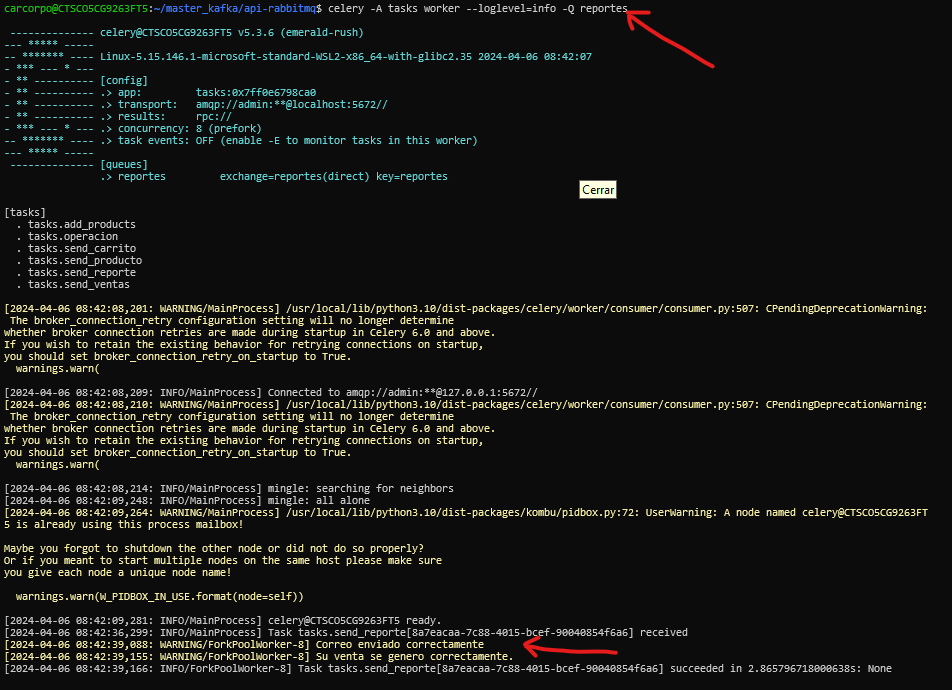 carcorpo@CTSCO5CG9263FT5:~/master_kafka/api-rabbitmq$ celery -A tasks worker --loglevel=info -Q reportes
 -------------- celery@CTSCO5CG9263FT5 v5.3.6 (emerald-rush)
--- ***** -----
-- ******* ---- Linux-5.15.146.1-microsoft-standard-WSL2-x86_64-with-glibc2.35 2024-04-06 08:42:07
- *** --- * ---
- ** ---------- [config]
- ** ---------- .> app:         tasks:0x7ff0e6798ca0
- ** ---------- .> transport:   amqp://admin:**@localhost:5672//
- ** ---------- .> results:     rpc://
- *** --- * --- .> concurrency: 8 (prefork)
-- ******* ---- .> task events: OFF (enable -E to monitor tasks in this worker)
--- ***** -----
 -------------- [queues]
                .> reportes         exchange=reportes(direct) key=reportes
Cerrar
[tasks]
  . tasks.add_products
  . tasks.operacion
  . tasks.send_carrito
  . tasks.send_producto
  . tasks.send_reporte
  . tasks.send_ventas
[2024-04-06 08:42:08,201: WARNING/MainProcess] /usr/local/lib/python3.10/dist-packages/celery/worker/consumer/consumer.py:507: CPendingDeprecationWarning:
 The broker_connection_retry configuration setting will no longer determine
whether broker connection retries are made during startup in Celery 6.0 and above.
If you wish to retain the existing behavior for retrying connections on startup,
you should set broker_connection_retry_on_startup to True.
  warnings.warn(
[2024-04-06 08:42:08,209: INFO/MainProcess] Connected to amqp://admin:**@127.0.0.1:5672//
[2024-04-06 08:42:08,210: WARNING/MainProcess] /usr/local/lib/python3.10/dist-packages/celery/worker/consumer/consumer.py:507: CPendingDeprecationWarning:
 The broker_connection_retry configuration setting will no longer determine
whether broker connection retries are made during startup in Celery 6.0 and above.
If you wish to retain the existing behavior for retrying connections on startup,
you should set broker_connection_retry_on_startup to True.
  warnings.warn(
[2024-04-06 08:42:08,214: INFO/MainProcess] mingle: searching for neighbors
[2024-04-06 08:42:09,248: INFO/MainProcess] mingle: all alone
[2024-04-06 08:42:09,264: WARNING/MainProcess] /usr/local/lib/python3.10/dist-packages/kombu/pidbox.py:72: UserWarning: A node named celery@CTSCO5CG9263FT
5 is already using this process mailbox!
Maybe you forgot to shutdown the other node or did not do so properly?
Or if you meant to start multiple nodes on the same host please make sure
you give each node a unique node name!
  warnings.warn(W_PIDBOX_IN_USE.format(node=self))
[2024-04-06 08:42:09,281: INFO/MainProcess] celery@CTSCO5CG9263FT5 ready.
[2024-04-06 08:42:36,299: INFO/MainProcess] Task tasks.send_reporte[8a7eacaa-7c88-4015-bcef-90040854f6a6] received
[2024-04-06 08:42:39,088: WARNING/ForkPoolWorker-8] Correo enviado correctamente
[2024-04-06 08:42:39,155: WARNING/ForkPoolWorker-8] Su venta se genero correctamente.
[2024-04-06 08:42:39,166: INFO/ForkPoolWorker-8] Task tasks.send_reporte[8a7eacaa-7c88-4015-bcef-90040854f6a6] succeeded in 2.865796718000638s: None